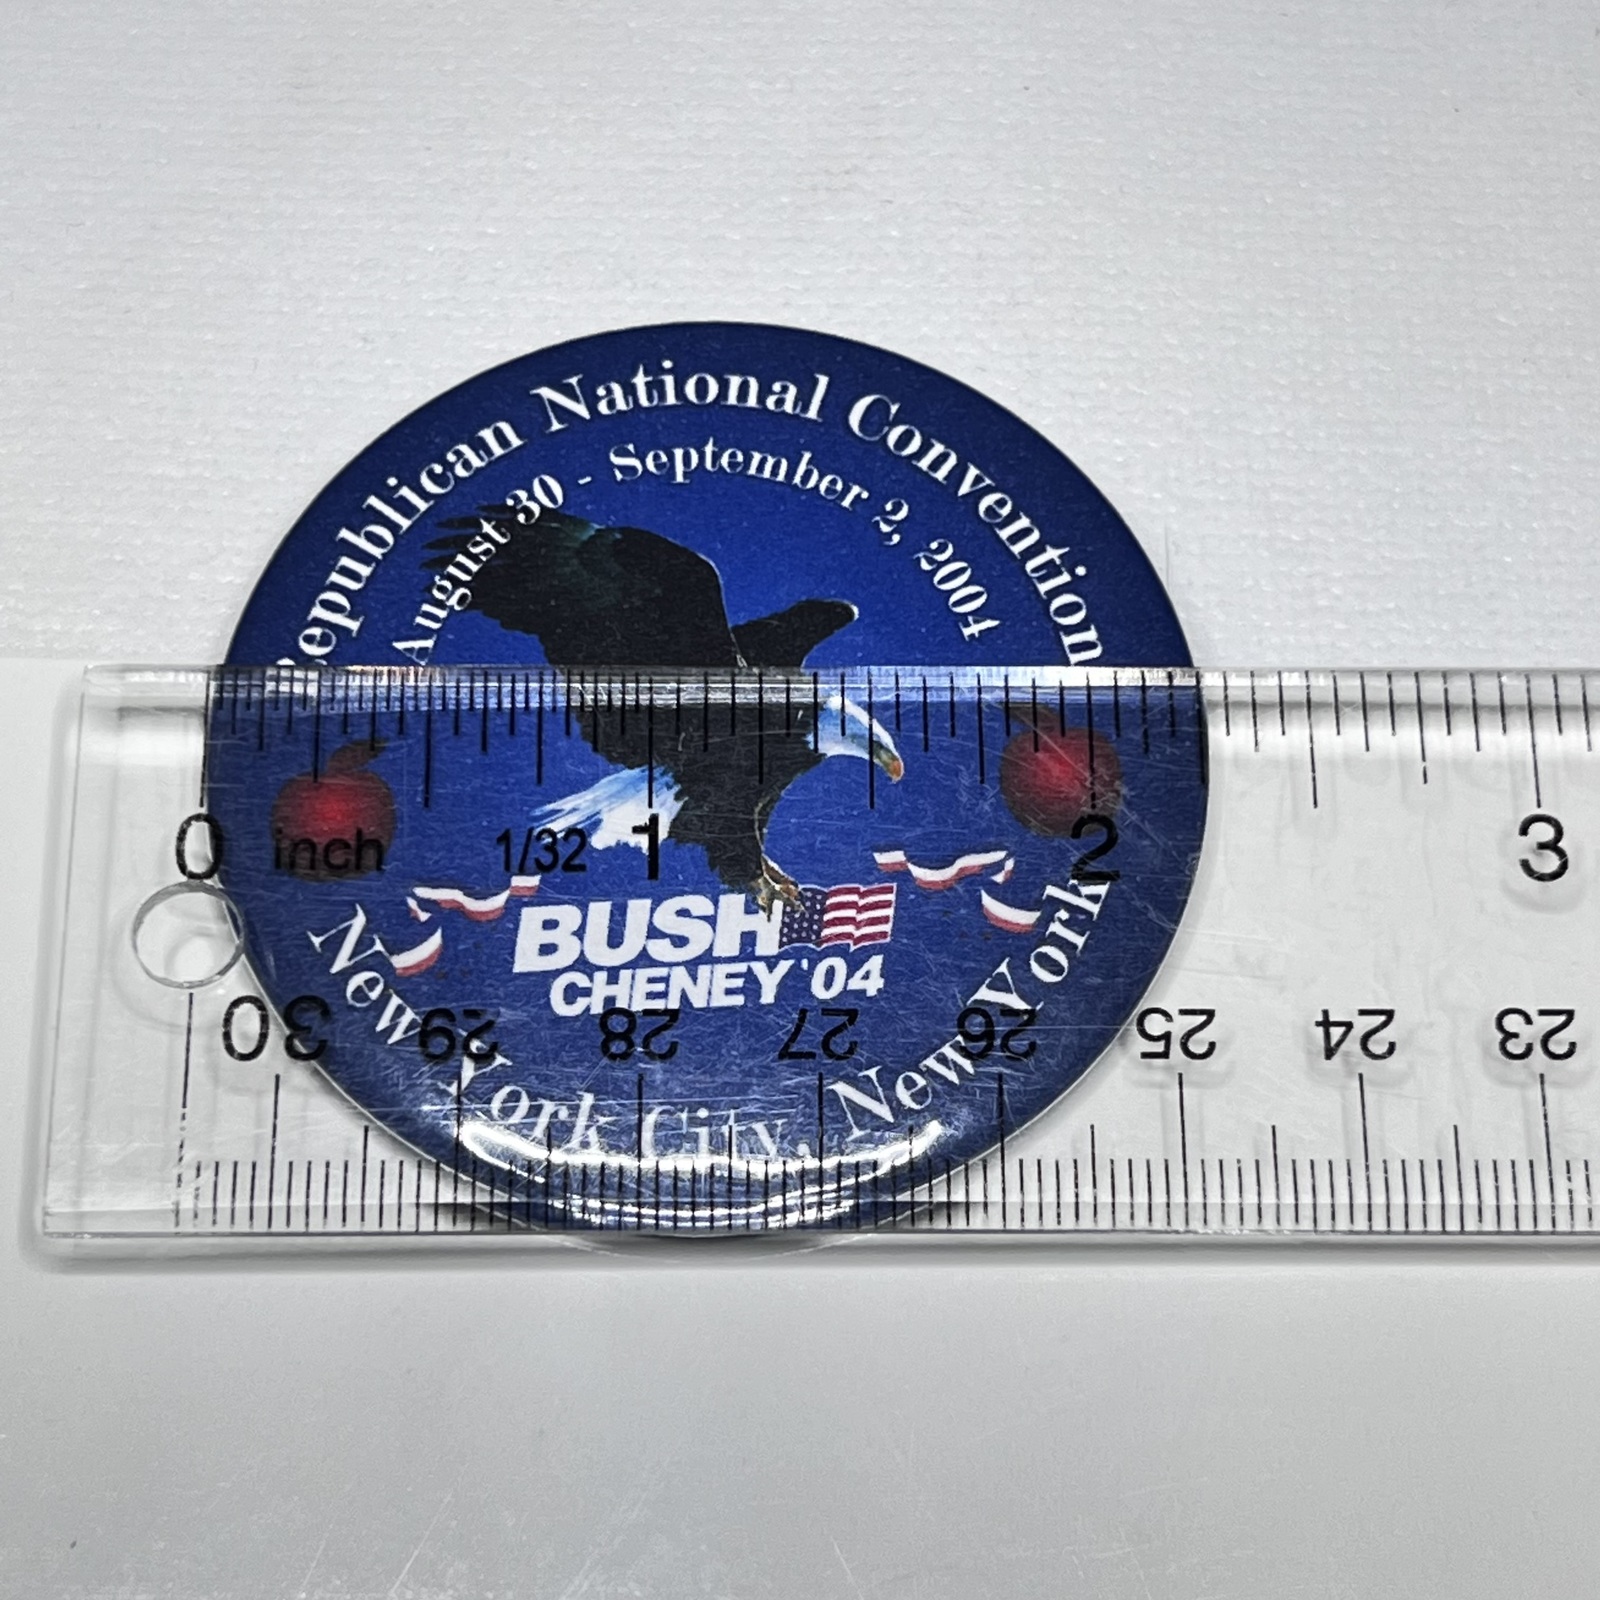 Republican National Convention
August 30 - September 2, 2004
0 inch 1/32 1 2 3
BUSH
CHENEY '04
New York City, New York
30 29 28 27 26 25 24 23